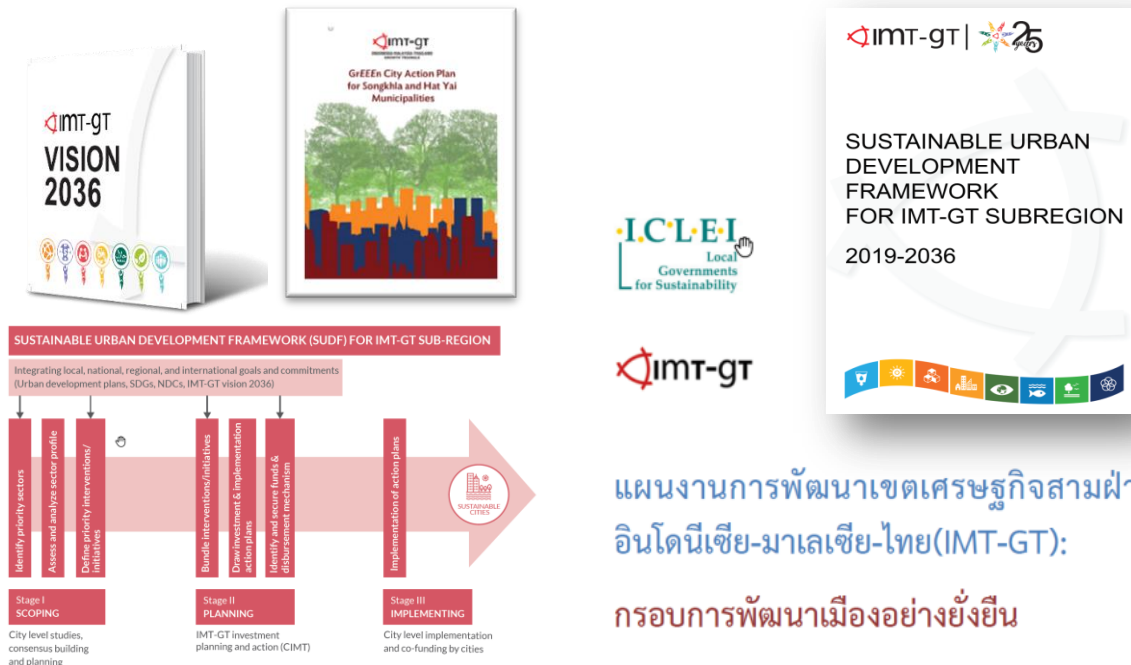 IMT-GT
VISION
2036
IMT-GT
INDONESIA-MALAYSIA-THAILAND
GROWTH TRIANGLE
GrEEEn City Action Plan
for Songkhla and Hat Yai
Municipalities
IMT-GT
25
years
SUSTAINABLE URBAN
DEVELOPMENT
FRAMEWORK
FOR IMT-GT SUBREGION
2019-2036
·I·C·L·E·I
Local
Governments
for Sustainability
IMT-GT
SUSTAINABLE URBAN DEVELOPMENT FRAMEWORK (SUDF) FOR IMT-GT SUB-REGION
Integrating local, national, regional, and international goals and commitments
(Urban development plans, SDGs, NDCs, IMT-GT vision 2036)
Identify priority sectors
Assess and analyze sector profile
Define priority interventions/
initiatives
Bundle interventions/initiatives
Draw investment & implementation
action plans
Identify and secure funds &
disbursement mechanism
Implementation of action plans
SUSTAINABLE
CITIES
Stage I
SCOPING
City level studies,
consensus building
and planning
Stage II
PLANNING
IMT-GT investment
planning and action (CIMT)
Stage III
IMPLEMENTING
City level implementation
and co-funding by cities
แผนงานการพัฒนาเขตเศรษฐกิจสามฝ่า
อินโดนีเซีย-มาเลเซีย-ไทย(IMT-GT):
กรอบการพัฒนาเมืองอย่างยั่งยืน